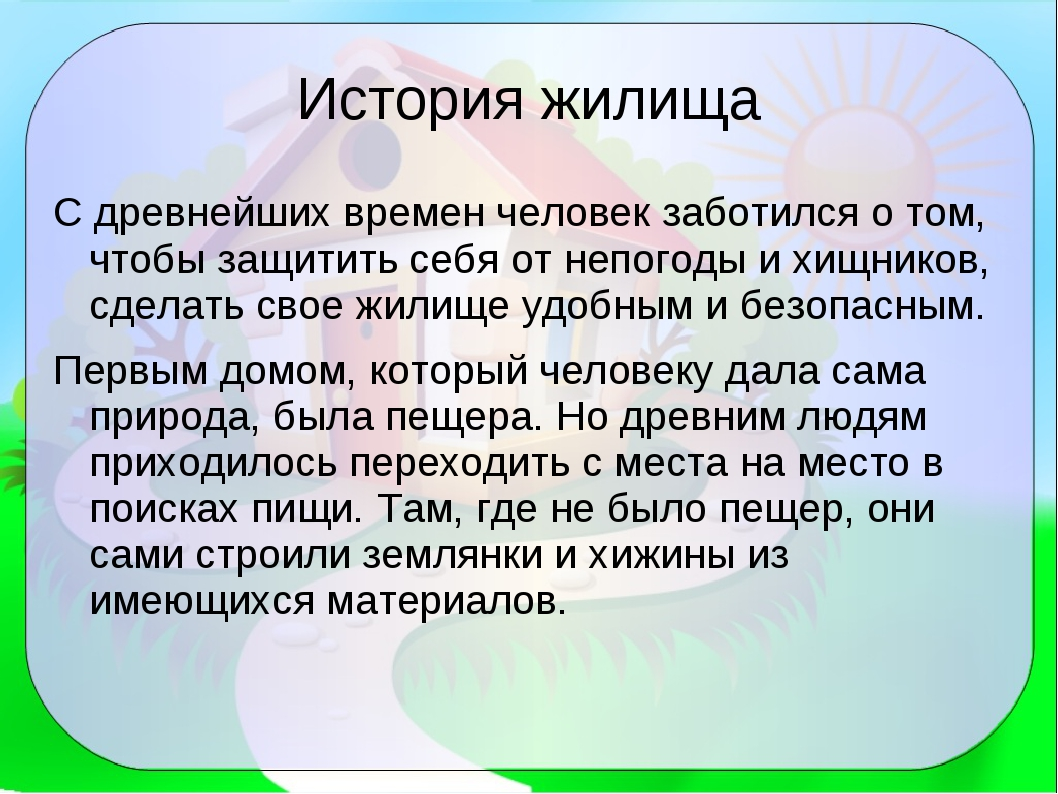 История жилища
С древнейших времен человек заботился о том,
чтобы защитить себя от непогоды и хищников,
сделать свое жилище удобным и безопасным.
Первым домом, который человеку дала сама
природа, была пещера. Но древним людям
приходилось переходить с места на место в
поисках пищи. Там, где не было пещер, они
сами строили землянки и хижины из
имеющихся материалов.